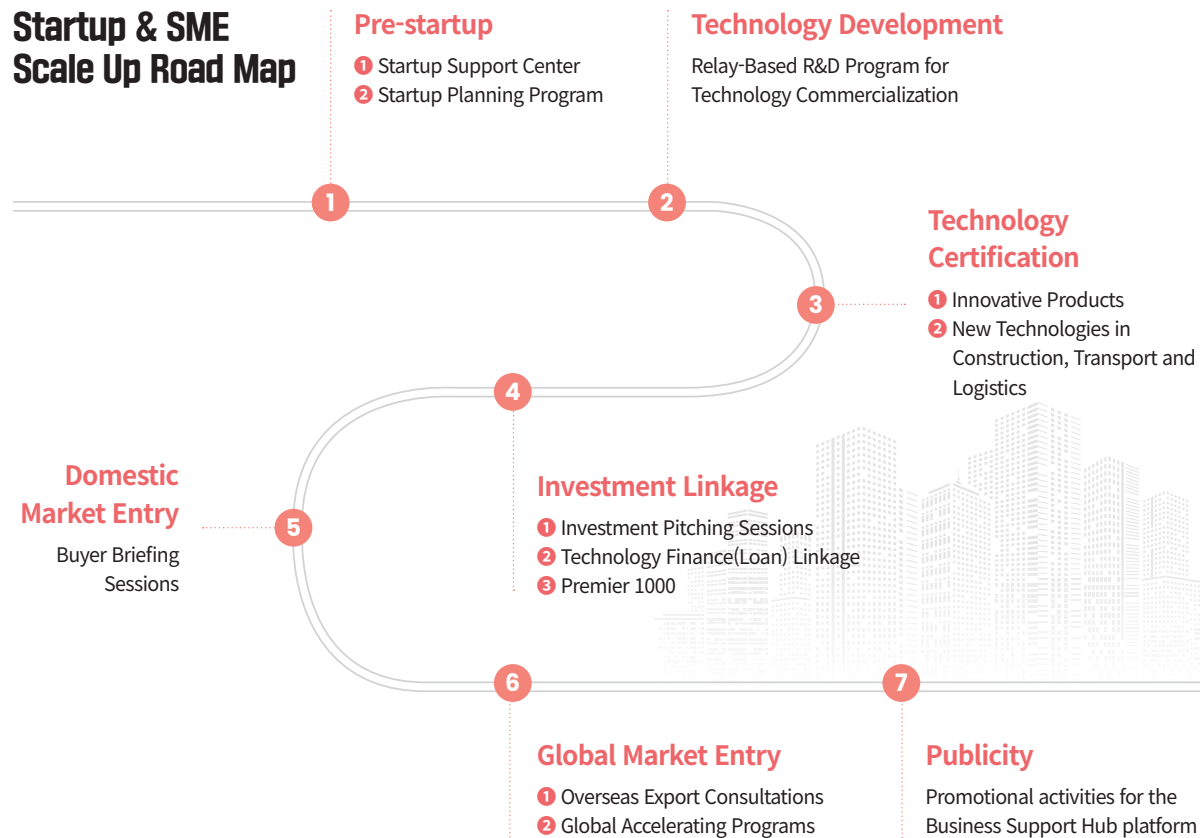 Startup & SME
Scale Up Road Map
Pre-startup
1 Startup Support Center
2 Startup Planning Program
Technology Development
Relay-Based R&D Program for
Technology Commercialization
1
2
Technology
Certification
1 Innovative Products
2 New Technologies in
Construction, Transport and
Logistics
3
4
Investment Linkage
1 Investment Pitching Sessions
2 Technology Finance(Loan) Linkage
3 Premier 1000
Domestic
Market Entry
Buyer Briefing
Sessions
5
6
Global Market Entry
1 Overseas Export Consultations
2 Global Accelerating Programs
7
Publicity
Promotional activities for the
Business Support Hub platform